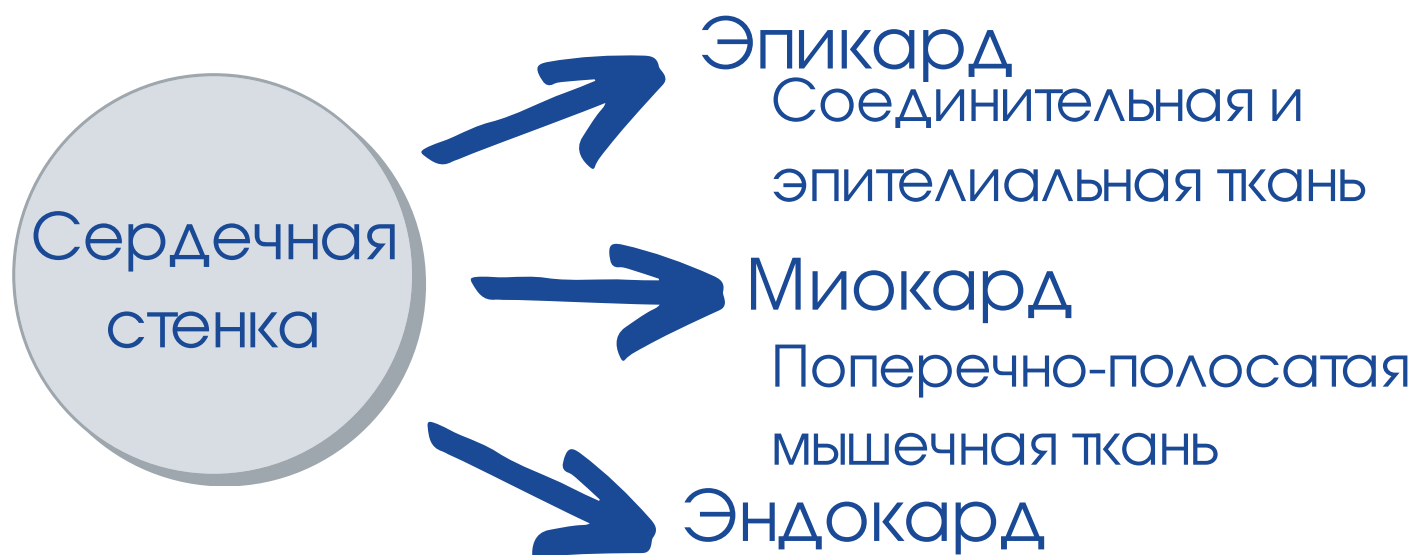 Сердечная
стенка
Эпикард
Соединительная и
эпителиальная ткань
Миокард
Поперечно-полосатая
мышечная ткань
Эндокард